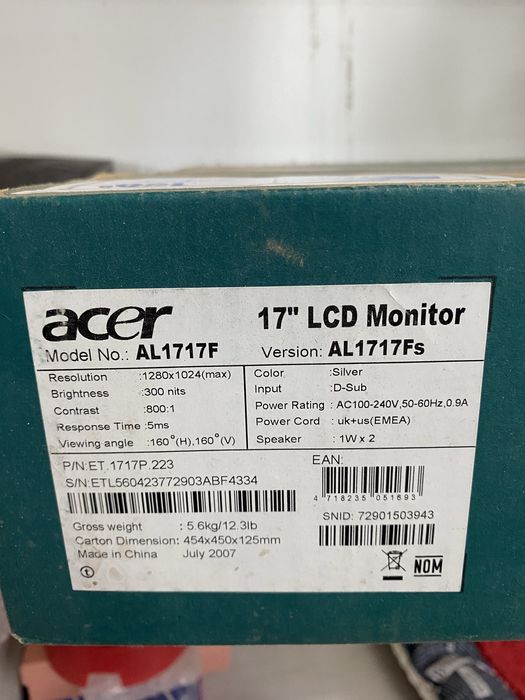 acer
17" LCD Monitor
Model No.: AL1717F
Version: AL1717Fs
Resolution :1280x1024(max)
Brightness :300 nits
Contrast :800:1
Response Time :5ms
Viewing angle :160°(H),160°(V)
Color :Silver
Input :D-Sub
Power Rating : AC100-240V,50-60Hz,0.9A
Power Cord : uk+us(EMEA)
Speaker : 1W x 2
P/N:ET.1717P.223
S/N:ETL560423772903ABF4334
EAN:
4 718235 051693
SNID: 72901503943
Gross weight : 5.6kg/12.3lb
Carton Dimension: 454x450x125mm
Made in China July 2007
NOM